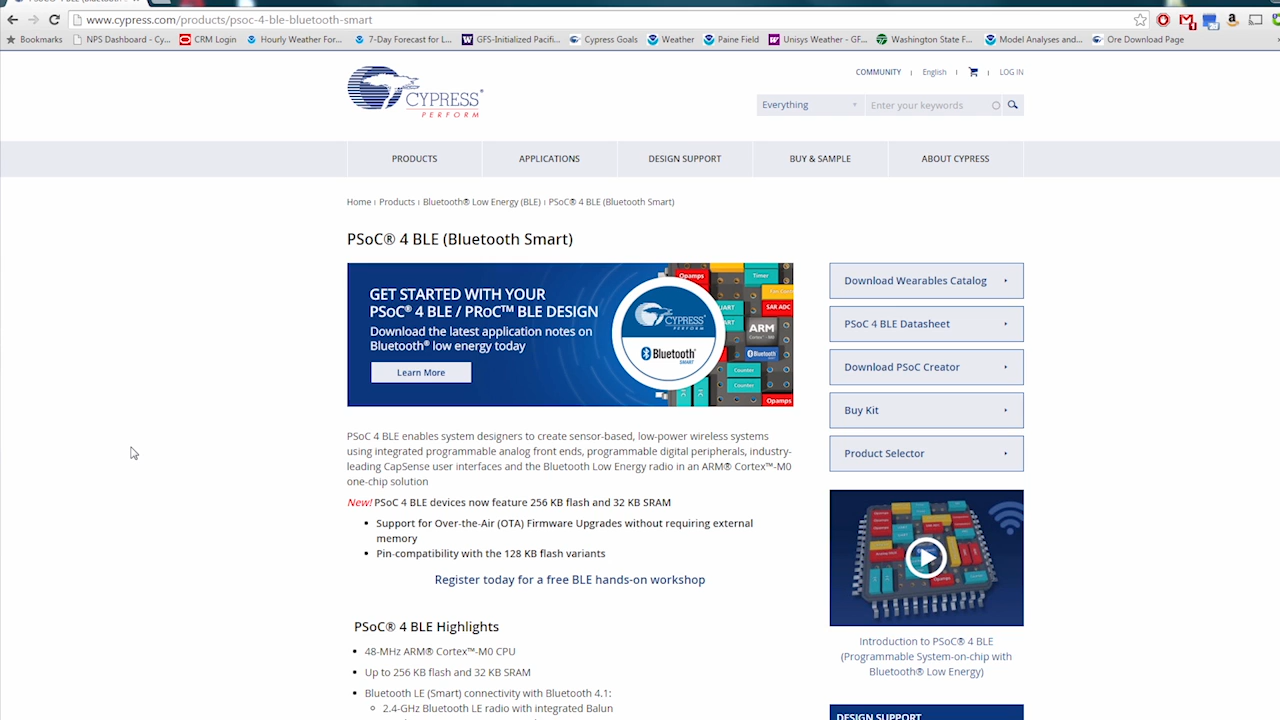 www.cypress.com/products/psoc-4-ble-bluetooth-smart
Bookmarks NPS Dashboard - Cy... CRM Login Hourly Weather For... 7-Day Forecast for L... GFS-Initialized Pacifi... Cypress Goals Weather Paine Field Unisys Weather - GF... Washington State F... Model Analyses and... Ore Download Page
COMMUNITY English LOG IN
CYPRESS
PERFORM
Everything Enter your keywords
PRODUCTS APPLICATIONS DESIGN SUPPORT BUY & SAMPLE ABOUT CYPRESS
Home Products Bluetooth® Low Energy (BLE) PSoC® 4 BLE (Bluetooth Smart)
PSoC® 4 BLE (Bluetooth Smart)
GET STARTED WITH YOUR
PSoC® 4 BLE / PRoC™ BLE DESIGN
Download the latest application notes on
Bluetooth® low energy today
Learn More
CYPRESS
PERFORM
Bluetooth
SMART
Opamps
Timer
UART
SAR ADC
ARM
Cortex™-M0
Bluetooth
Counter
Counter
Opamps
Download Wearables Catalog
PSoC 4 BLE Datasheet
Download PSoC Creator
Buy Kit
Product Selector
PSoC 4 BLE enables system designers to create sensor-based, low-power wireless systems
using integrated programmable analog front ends, programmable digital peripherals, industry-
leading CapSense user interfaces and the Bluetooth Low Energy radio in an ARM® Cortex™-M0
one-chip solution
New! PSoC 4 BLE devices now feature 256 KB flash and 32 KB SRAM
Support for Over-the-Air (OTA) Firmware Upgrades without requiring external
memory
Pin-compatibility with the 128 KB flash variants
Register today for a free BLE hands-on workshop
PSoC® 4 BLE Highlights
48-MHz ARM® Cortex™-M0 CPU
Up to 256 KB flash and 32 KB SRAM
Bluetooth LE (Smart) connectivity with Bluetooth 4.1:
2.4-GHz Bluetooth LE radio with integrated Balun
Introduction to PSoC® 4 BLE
(Programmable System-on-chip with
Bluetooth® Low Energy)
DESIGN SUPPORT